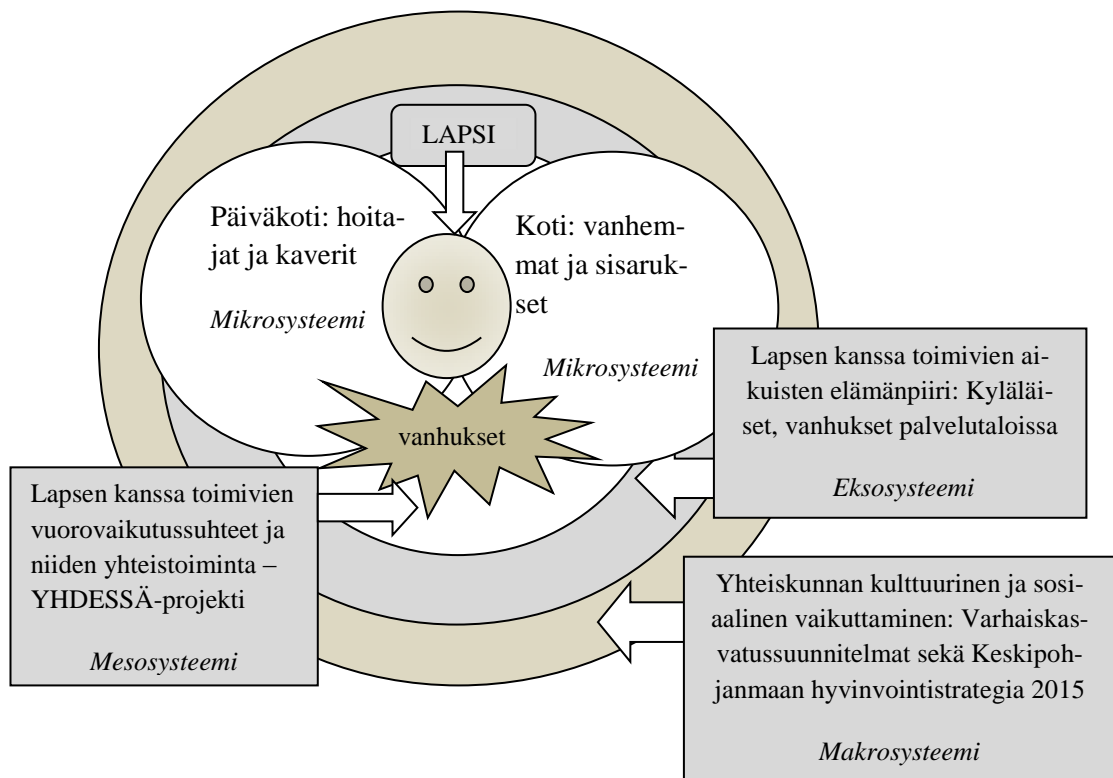 LAPSI
Päiväkoti: hoita-
jat ja kaverit
Mikrosysteemi
Koti: vanhem-
mat ja sisaruk-
set
Mikrosysteemi
vanhukset
Lapsen kanssa toimivien ai-
kuisten elämänpiiri: Kyläläi-
set, vanhukset palvelutaloissa
Eksosysteemi
Lapsen kanssa toimivien
vuorovaikutussuhteet ja
niiden yhteistoiminta –
YHDESSÄ-projekti
Mesosysteemi
Yhteiskunnan kulttuurinen ja sosi-
aalinen vaikuttaminen: Varhaiskas-
vatussuunnitelmat sekä Keskipoh-
janmaan hyvinvointistrategia 2015
Makrosysteemi